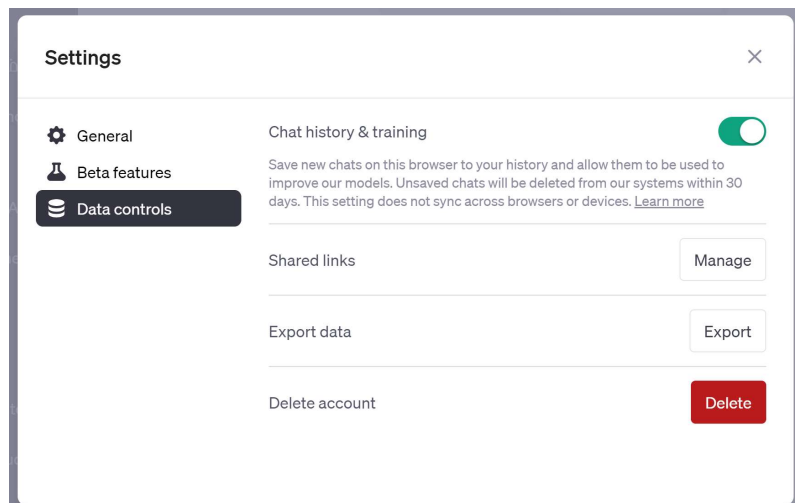 Settings
General
Beta features
Data controls
Chat history & training
Save new chats on this browser to your history and allow them to be used to
improve our models. Unsaved chats will be deleted from our systems within 30
days. This setting does not sync across browsers or devices. Learn more
Shared links
Manage
Export data
Export
Delete account
Delete